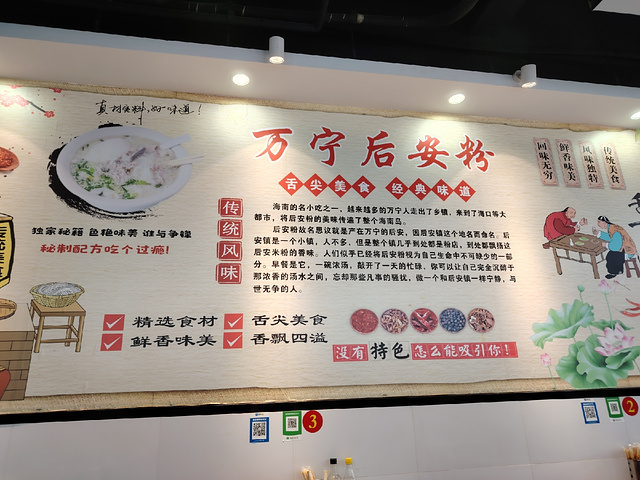 真材实料,好味道!
万宁后安粉
舌尖美食 经典味道
独家秘籍 色艳味美 谁与争锋
秘制配方吃个过瘾!
传统风味
海南的名小吃之一,越来越多的万宁人走出了乡镇,来到了海口等大
都市,将后安粉的美味传遍了整个海南岛。
后安粉故名思议就是产在万宁的后安,因居安镇这个地名而命名。后
安镇是一个小镇,人不多,但是整个镇几乎到处都是粉店,到处都飘扬这
后安米粉的香味。人们似乎已经将后安粉视为自己生命中不可缺少的一部
分。早餐是它,一碗浓汤,敲开了一天的忙碌,你可以让自己完全沉醉于
那浓香的汤水之间,忘却那些凡事的骚扰,做一个和后安镇一样宁静,与
世无争的人。
精选食材
舌尖美食
鲜香味美
香飘四溢
没有特色怎么能吸引你!
传统美食
风味独特
鲜香味美
回味无穷
3
2